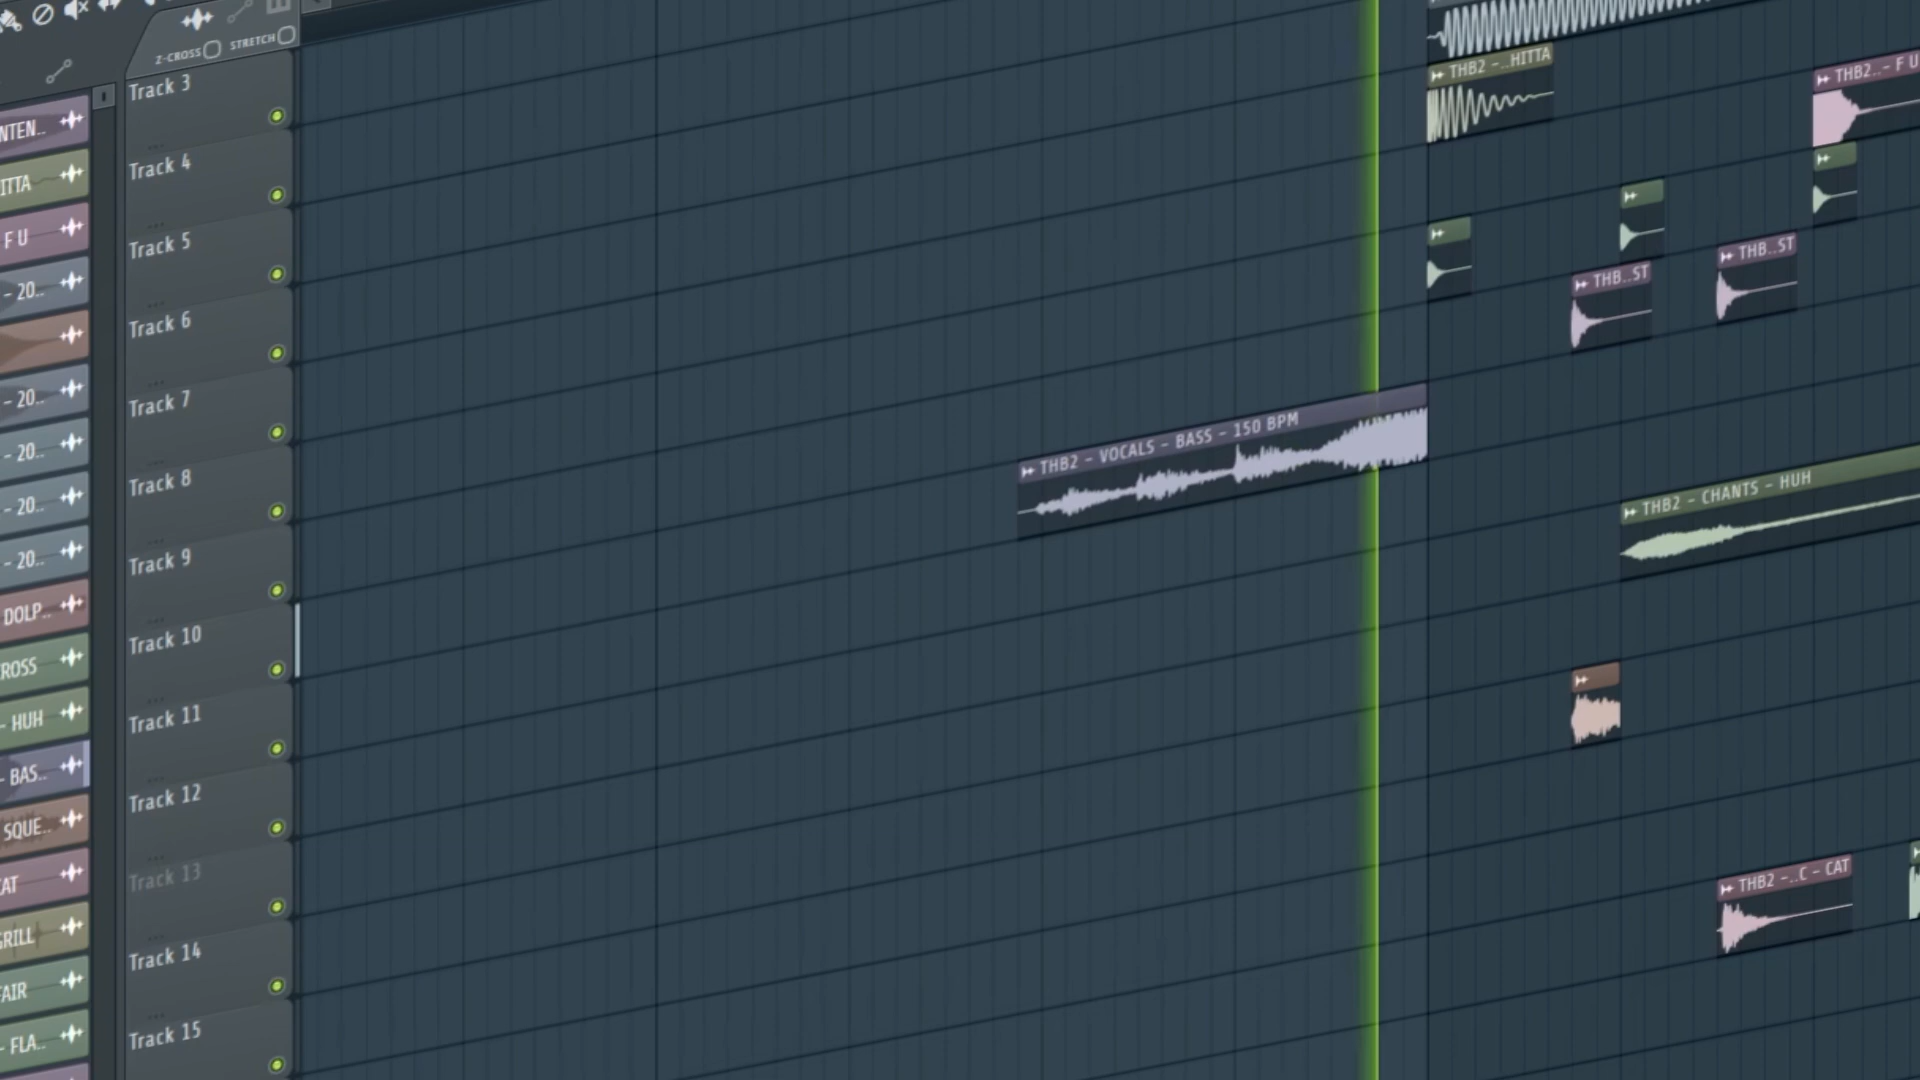 Z-CROSS
STRETCH
NTEN..
ITTA
F U
- 20..
- 20..
- 20..
- 20..
- 20..
DOLP..
ROSS
- HUH
- BAS..
SQUE..
AT
GRILL
FAIR
- FLA..
Track 3
Track 4
Track 5
Track 6
Track 7
Track 8
Track 9
Track 10
Track 11
Track 12
Track 13
Track 14
Track 15
THB2 -..HITTA
THB2..- F U
THB..ST
THB..ST
THB2 - VOCALS - BASS - 150 BPM
THB2 - CHANTS - HUH
THB2 -..C - CAT